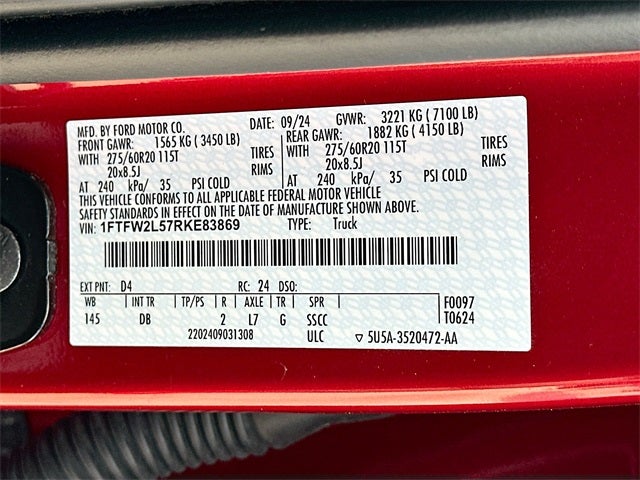 MFD. BY FORD MOTOR CO. DATE: 09/24 GVWR: 3221 KG ( 7100 LB)
FRONT GAWR: 1565 KG ( 3450 LB) REAR GAWR: 1882 KG ( 4150 LB)
WITH 275/60R20 115T TIRES WITH 275/60R20 115T TIRES
20x8.5J RIMS 20x8.5J RIMS
AT 240 kPa/ 35 PSI COLD AT 240 kPa/ 35 PSI COLD
THIS VEHICLE CONFORMS TO ALL APPLICABLE FEDERAL MOTOR VEHICLE
SAFETY STANDARDS IN EFFECT ON THE DATE OF MANUFACTURE SHOWN ABOVE.
VIN: 1FTFW2L57RKE83869 TYPE: Truck
EXT PNT: D4 RC: 24 DSO:
WB INT TR TP/PS R AXLE TR SPR F0097
145 DB 2 L7 G SSCC T0624
2202409031308 ULC ▽ 5U5A-3520472-AA